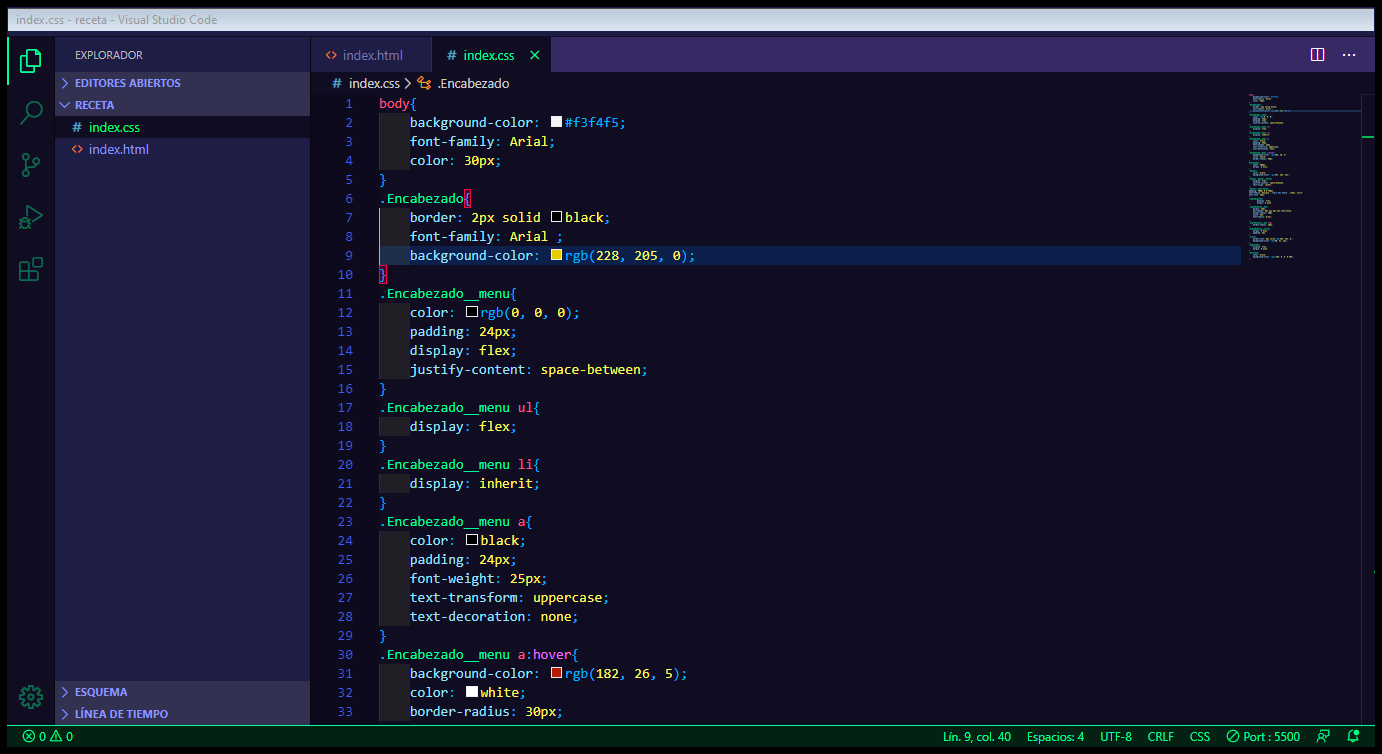 index.css - receta - Visual Studio Code
EXPLORADOR
EDITORES ABIERTOS
RECETA
# index.css
<> index.html
ESQUEMA
LÍNEA DE TIEMPO
<> index.html # index.css ×
# index.css > .Encabezado
1 body{
2 background-color: #f3f4f5;
3 font-family: Arial;
4 color: 30px;
5 }
6 .Encabezado{
7 border: 2px solid black;
8 font-family: Arial ;
9 background-color: rgb(228, 205, 0);
10 }
11 .Encabezado__menu{
12 color: rgb(0, 0, 0);
13 padding: 24px;
14 display: flex;
15 justify-content: space-between;
16 }
17 .Encabezado__menu ul{
18 display: flex;
19 }
20 .Encabezado__menu li{
21 display: inherit;
22 }
23 .Encabezado__menu a{
24 color: black;
25 padding: 24px;
26 font-weight: 25px;
27 text-transform: uppercase;
28 text-decoration: none;
29 }
30 .Encabezado__menu a:hover{
31 background-color: rgb(182, 26, 5);
32 color: white;
33 border-radius: 30px;
0 0 Lín. 9, col. 40 Espacios: 4 UTF-8 CRLF CSS Port : 5500